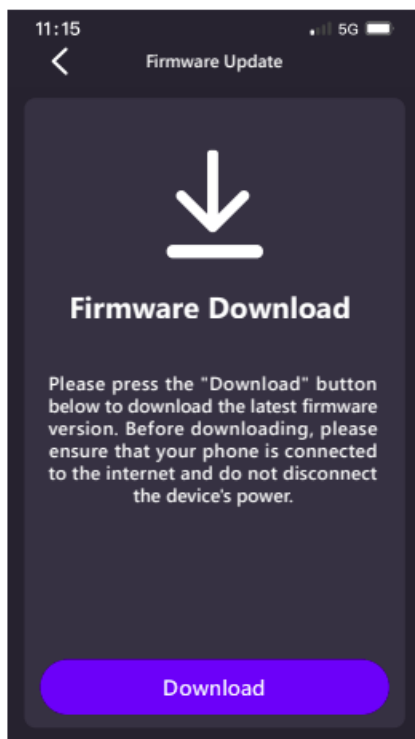 11:15 5G
Firmware Update
Firmware Download
Please press the "Download" button
below to download the latest firmware
version. Before downloading, please
ensure that your phone is connected
to the internet and do not disconnect
the device's power.
Download